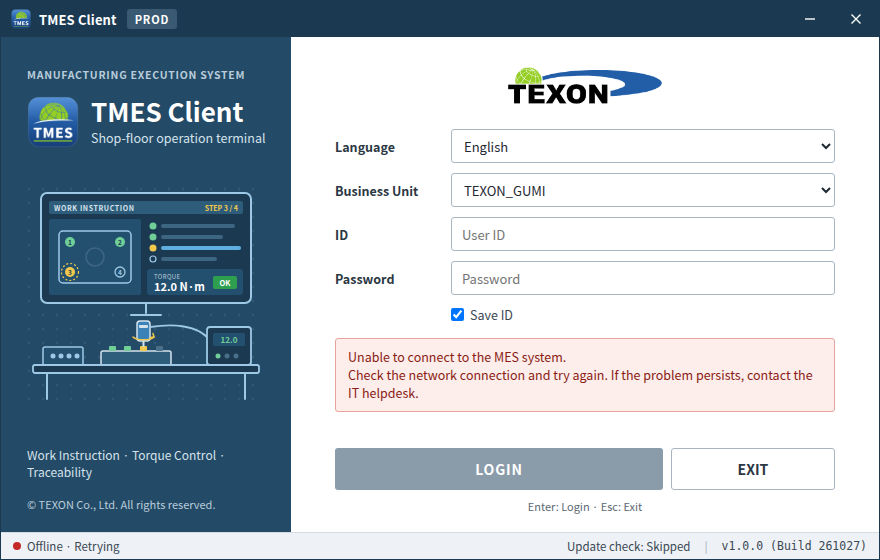 TMES
TMES Client PROD
MANUFACTURING EXECUTION SYSTEM
TMES
TMES Client
Shop-floor operation terminal
WORK INSTRUCTION STEP 3 / 4
1 2
3 4
TORQUE
12.0 N·m OK
12.0
Work Instruction · Torque Control ·
Traceability
© TEXON Co., Ltd. All rights reserved.
TEXON
Language English
Business Unit TEXON_GUMI
ID User ID
Password Password
Save ID
Unable to connect to the MES system.
Check the network connection and try again. If the problem persists, contact the
IT helpdesk.
LOGIN EXIT
Enter: Login · Esc: Exit
Offline · Retrying Update check: Skipped | v1.0.0 (Build 261027)